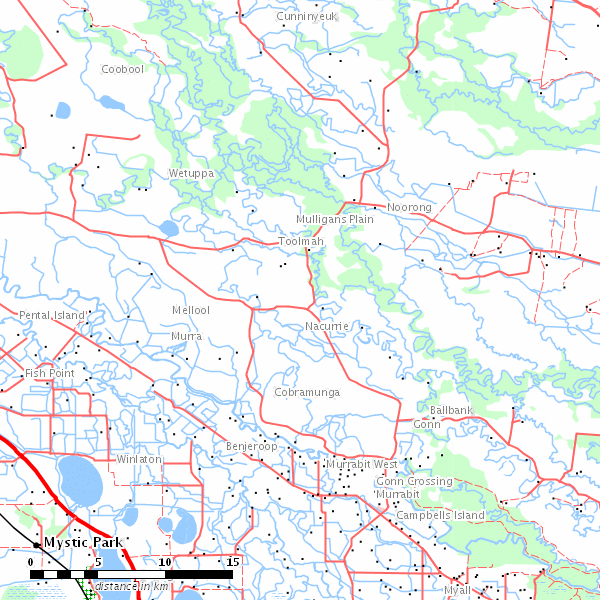 Cunninyeuk
Coobool
Wetuppa
Noorong
Mulligans Plain
Toolmah
Mellool
Pental Island
Nacurrie
Murra
Fish Point
Cobramunga
Ballbank
Gonn
Benjeroop
Winlaton
Murrabit West
Gonn Crossing
Murrabit
Campbells Island
Mystic Park
0 5 10 15
distance in km
Myall